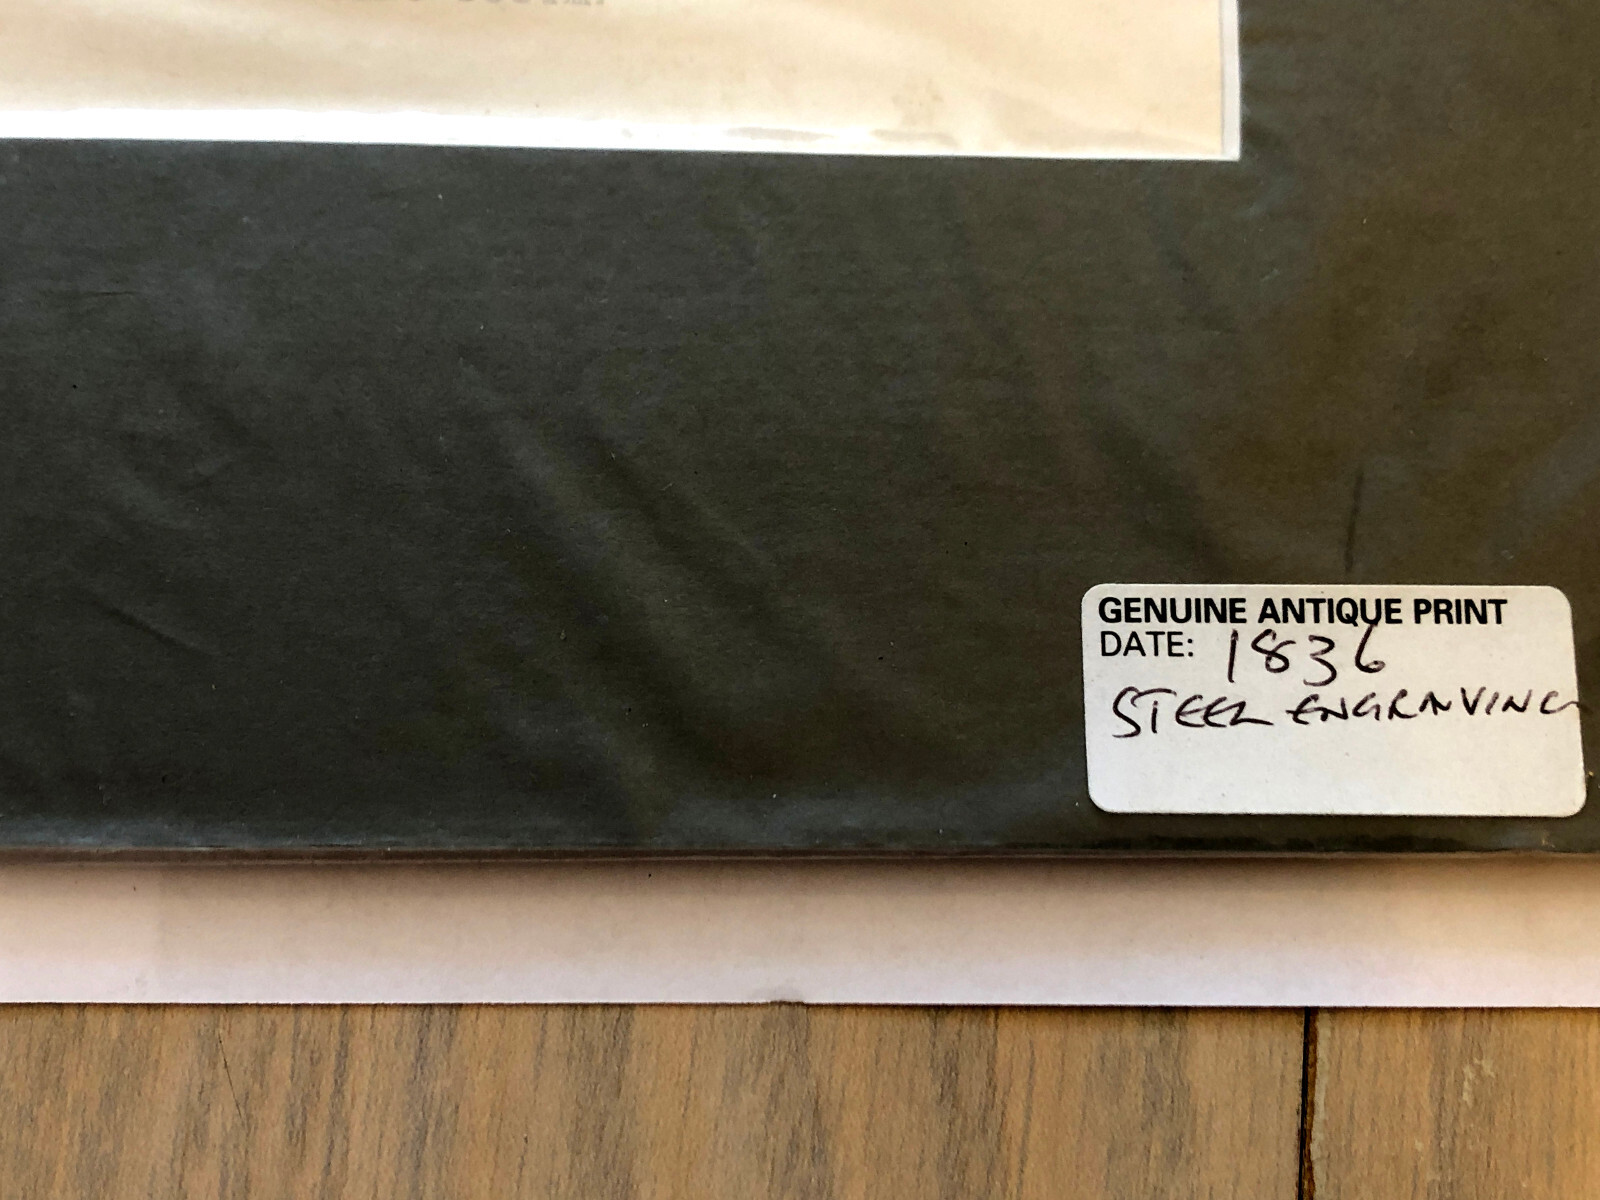 GENUINE ANTIQUE PRINT
DATE: 1836
STEEL ENGRAVING